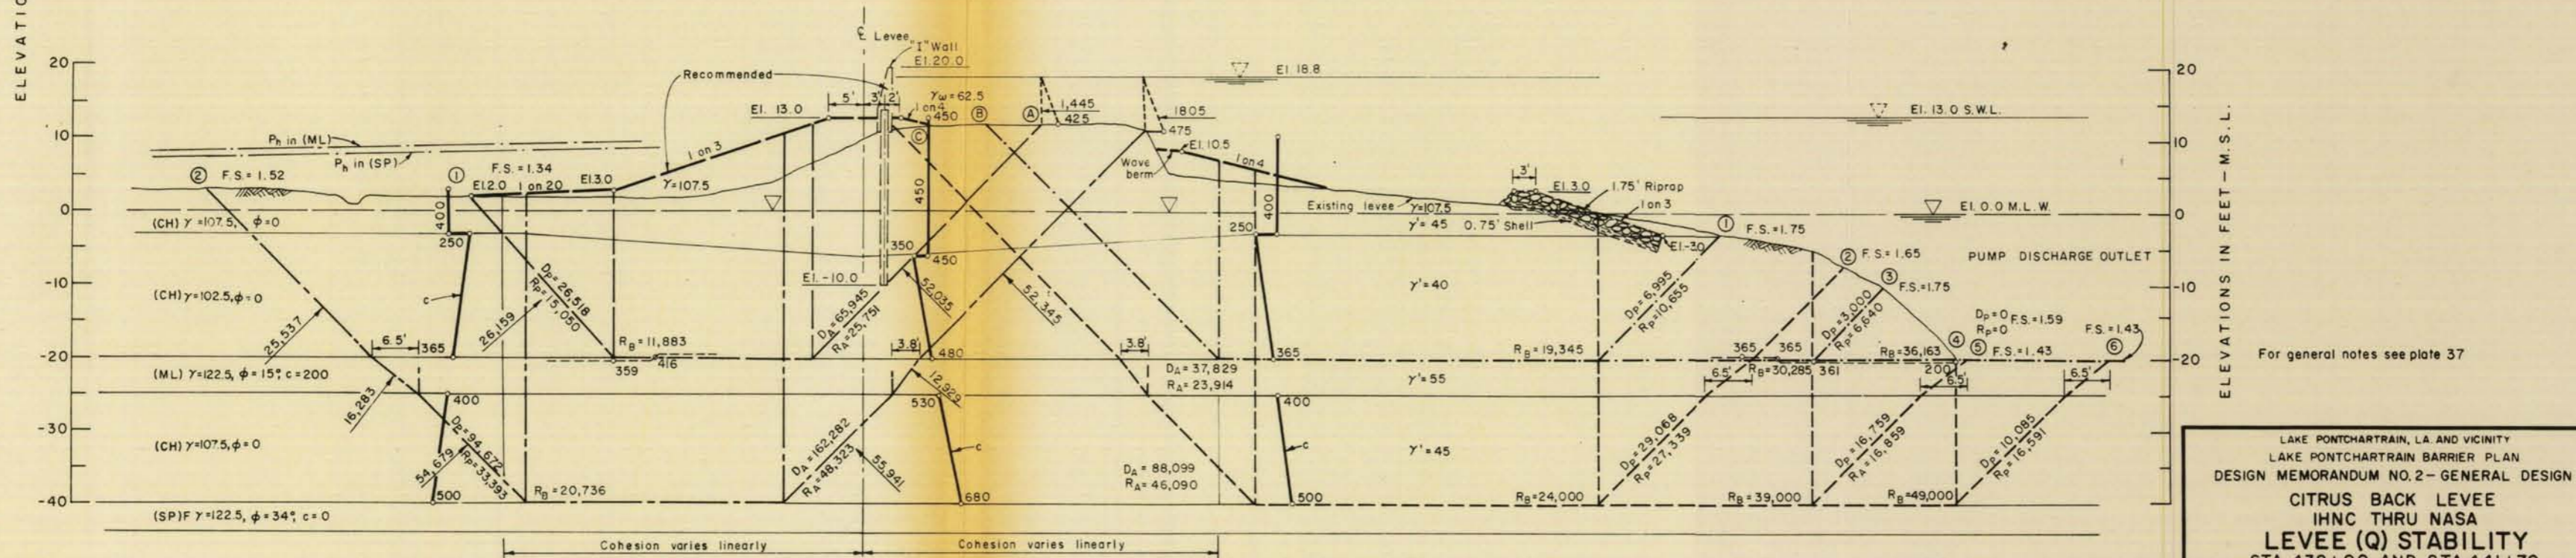 ELEVATIO
20
10
0
-10
-20
-30
-40
℄ Levee
"I" Wall
El. 20.0
Recommended
El. 18.8
El. 13.0 S.W.L.
El. 13.0
5'
3'
2'
γω = 62.5
1 on 4
450
B
A
1,445
425
1805
475
C
Ph in (ML)
Ph in (SP)
1 on 3
El. 10.5
1 on 4
Wave berm
2 F.S. = 1.52
1 F.S. = 1.34
El. 2.0 1 on 20 El. 3.0
γ=107.5
3'
El. 3.0
1.75' Riprap
1 on 3
Existing levee
γ=107.5
γ' = 45
0.75' Shell
El.-3.0
El. 0.0 M.L.W.
400
450
400
(CH) γ =107.5, φ=0
250
350
450
250
1 F.S. = 1.75
El. -10.0
2 F.S. = 1.65
PUMP DISCHARGE OUTLET
3 F.S. = 1.75
(CH) γ=102.5, φ=0
c
DP = 26,518
RP = 15,050
26,159
25,537
DA = 65,945
RA = 25,751
52,035
52,345
γ' = 40
DP = 6,995
RP = 10,655
DP = 3,000
RP = 6,640
DP = 0
RP = 0
F.S. = 1.59
F.S. = 1.43
6.5'
365
RB = 11,883
3.8'
480
3.8'
365
RB = 19,345
365
365
RB = 36,163
4
5 F.S. = 1.43
6
359
416
(ML) γ=122.5, φ = 15°, c=200
DA = 37,829
RA = 23,914
γ' = 55
RB = 30,285
361
200
6.5'
6.5'
6.5'
16,283
400
530
12,929
400
(CH) γ=107.5, φ=0
DP = 94,672
RP = 33,393
54,679
DA = 162,282
RA = 48,323
55,941
c
DA = 88,099
RA = 46,090
c
γ' = 45
DP = 29,068
RP = 27,339
DP = 16,759
RA = 16,859
DP = 10,085
RP = 16,591
500
RB = 20,736
680
500
RB = 24,000
RB = 39,000
RB = 49,000
(SP)F γ =122.5, φ = 34°, c = 0
Cohesion varies linearly
Cohesion varies linearly
20
10
0
-10
-20
-30
-40
ELEVATIONS IN FEET-M.S.L.
For general notes see plate 37
LAKE PONTCHARTRAIN, LA. AND VICINITY
LAKE PONTCHARTRAIN BARRIER PLAN
DESIGN MEMORANDUM NO. 2 - GENERAL DESIGN
CITRUS BACK LEVEE
IHNC THRU NASA
LEVEE (Q) STABILITY